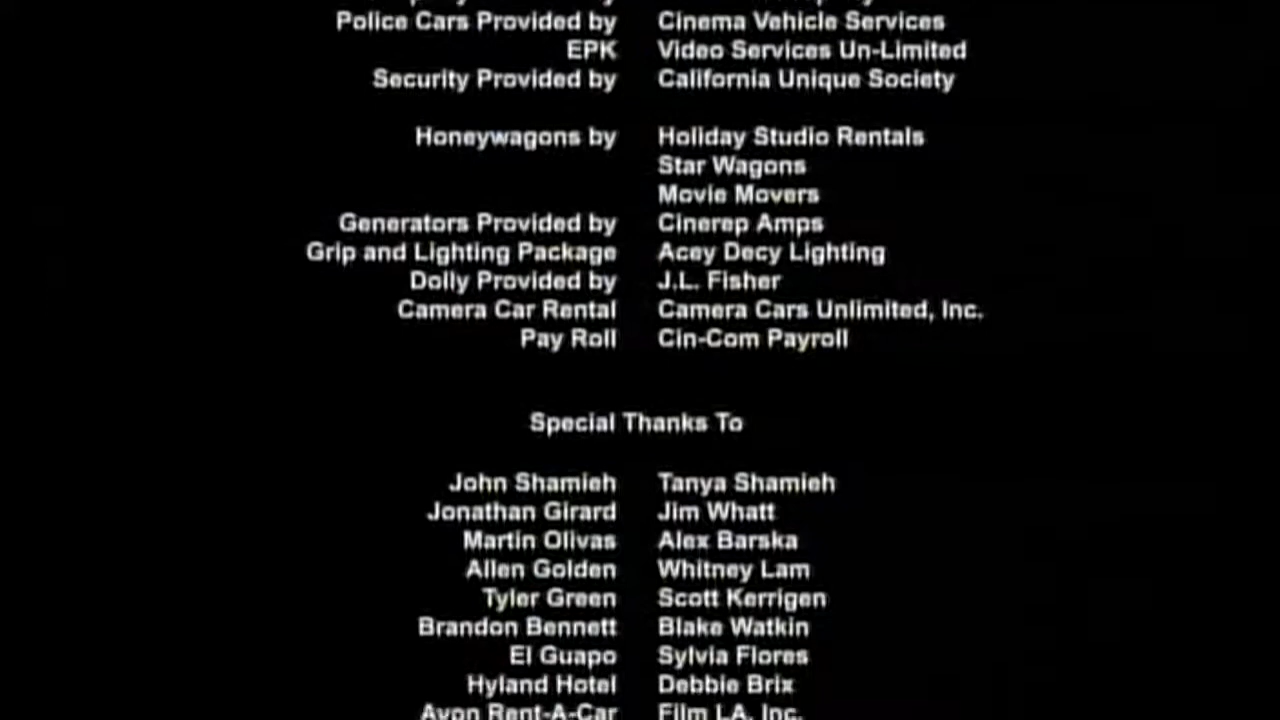 Police Cars Provided by Cinema Vehicle Services
EPK Video Services Un-Limited
Security Provided by California Unique Society
Honeywagons by Holiday Studio Rentals
Star Wagons
Movie Movers
Generators Provided by Cinerep Amps
Grip and Lighting Package Acey Decy Lighting
Dolly Provided by J.L. Fisher
Camera Car Rental Camera Cars Unlimited, Inc.
Pay Roll Cin-Com Payroll
Special Thanks To
John Shamieh Tanya Shamieh
Jonathan Girard Jim Whatt
Martin Olivas Alex Barska
Allen Golden Whitney Lam
Tyler Green Scott Kerrigen
Brandon Bennett Blake Watkin
El Guapo Sylvia Flores
Hyland Hotel Debbie Brix
Avon Rent-A-Car Film LA, Inc.